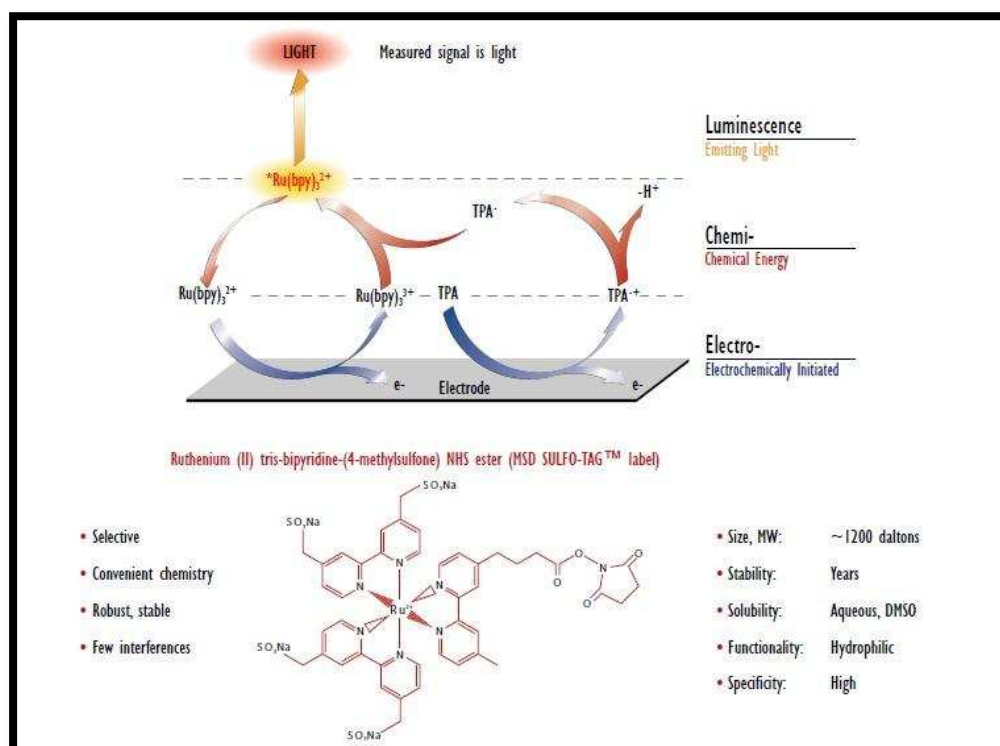 LIGHT
Measured signal is light
Luminescence
Emitting Light
*Ru(bpy)₃²⁺
-H⁺
TPA·
Chemi-
Chemical Energy
Ru(bpy)₃²⁺
Ru(bpy)₃³⁺
TPA
TPA·⁺
Electro-
Electrochemically Initiated
e-
Electrode
e-
Ruthenium (II) tris-bipyridine-(4-methylsulfone) NHS ester (MSD SULFO-TAG™ label)
• Selective
• Convenient chemistry
• Robust, stable
• Few interferences
SO₃Na
SO₃Na
SO₃Na
SO₃Na
N
N
N
N
N
N
Ru²⁺
O
O
N
O
O
• Size, MW: ~1200 daltons
• Stability: Years
• Solubility: Aqueous, DMSO
• Functionality: Hydrophilic
• Specificity: High